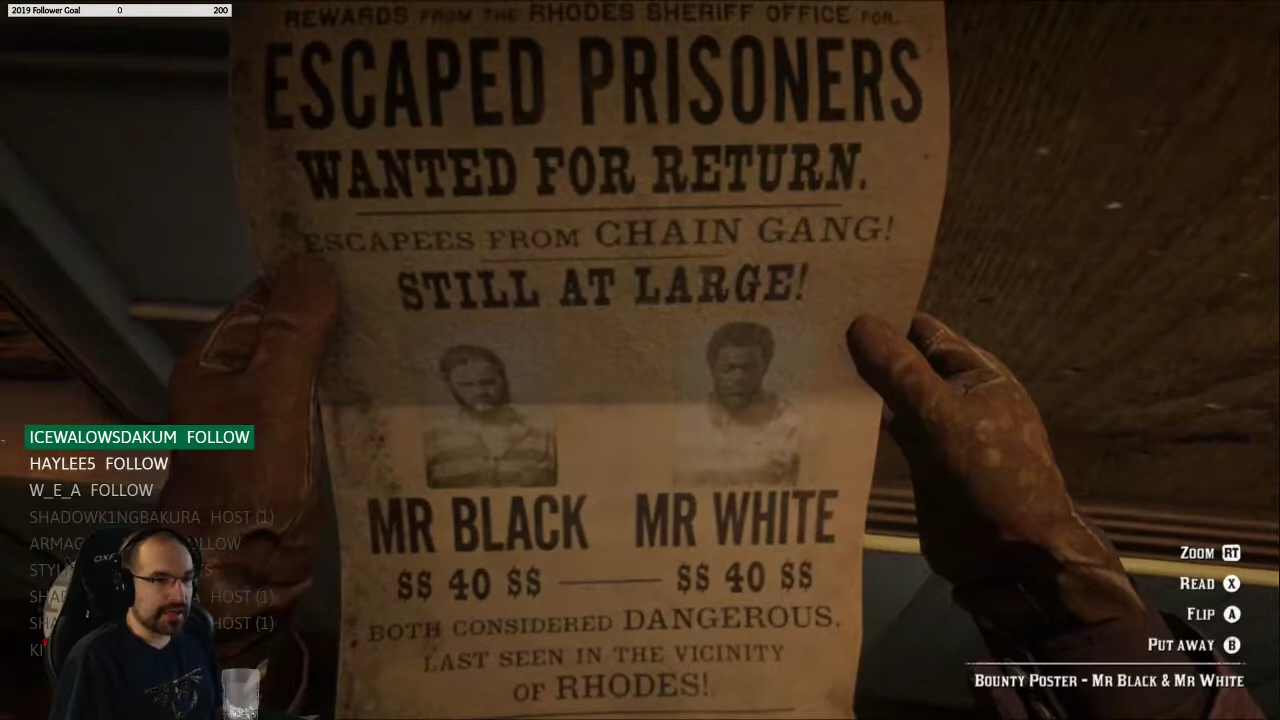 2019 Follower Goal 0 200
REWARDS FROM THE RHODES SHERIFF OFFICE FOR
ESCAPED PRISONERS
WANTED FOR RETURN.
ESCAPEES FROM CHAIN GANG!
STILL AT LARGE!
MR BLACK MR WHITE
$$ 40 $$ $$ 40 $$
BOTH CONSIDERED DANGEROUS.
LAST SEEN IN THE VICINITY
OF RHODES!
ICEWALOWSDAKUM FOLLOW
HAYLEE5 FOLLOW
W_E_A FOLLOW
SHADOWK1NGBAKURA HOST (1)
HOST (1)
HOST (1)
ZOOM RT
READ X
FLIP A
PUT AWAY B
BOUNTY POSTER - MR BLACK & MR WHITE